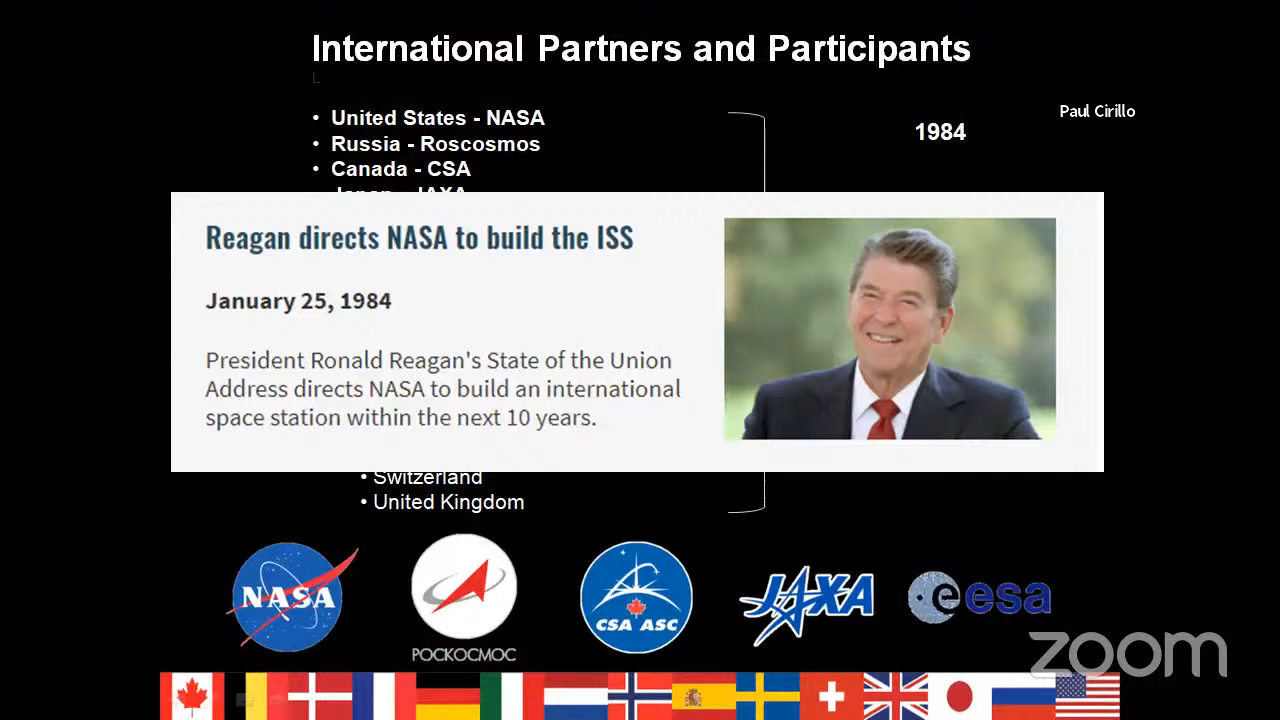 International Partners and Participants
Paul Cirillo
• United States - NASA
• Russia - Roscosmos
• Canada - CSA
1984
Reagan directs NASA to build the ISS
January 25, 1984
President Ronald Reagan's State of the Union
Address directs NASA to build an international
space station within the next 10 years.
• Switzerland
• United Kingdom
NASA
РОСКОСМОС
CSA ASC
JAXA
esa
zoom